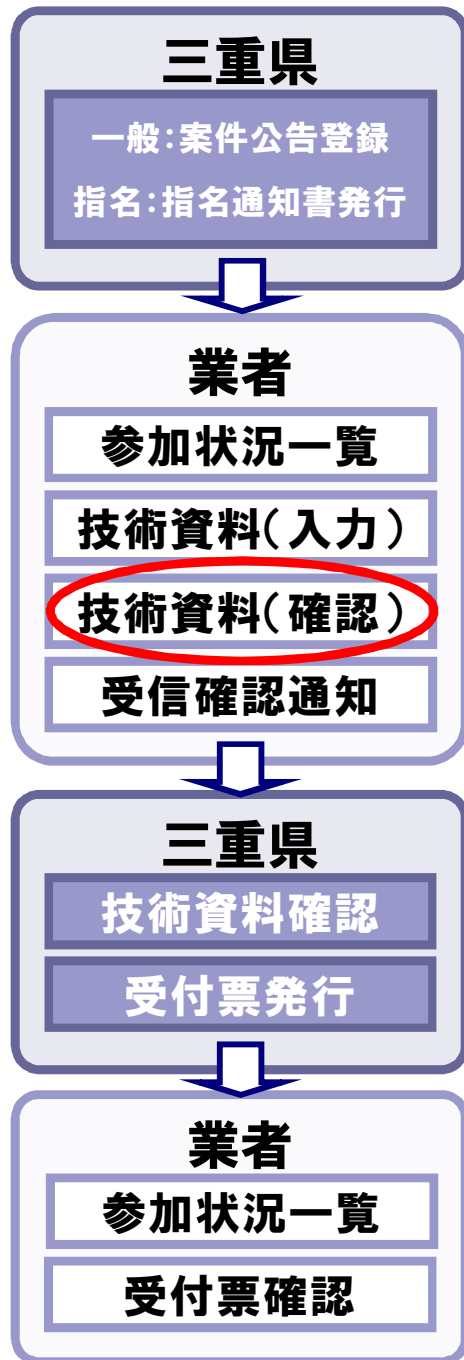 三重県
一般：案件公告登録
指名：指名通知書発行
業者
参加状況一覧
技術資料（入力）
技術資料（確認）
受信確認通知
三重県
技術資料確認
受付票発行
業者
参加状況一覧
受付票確認